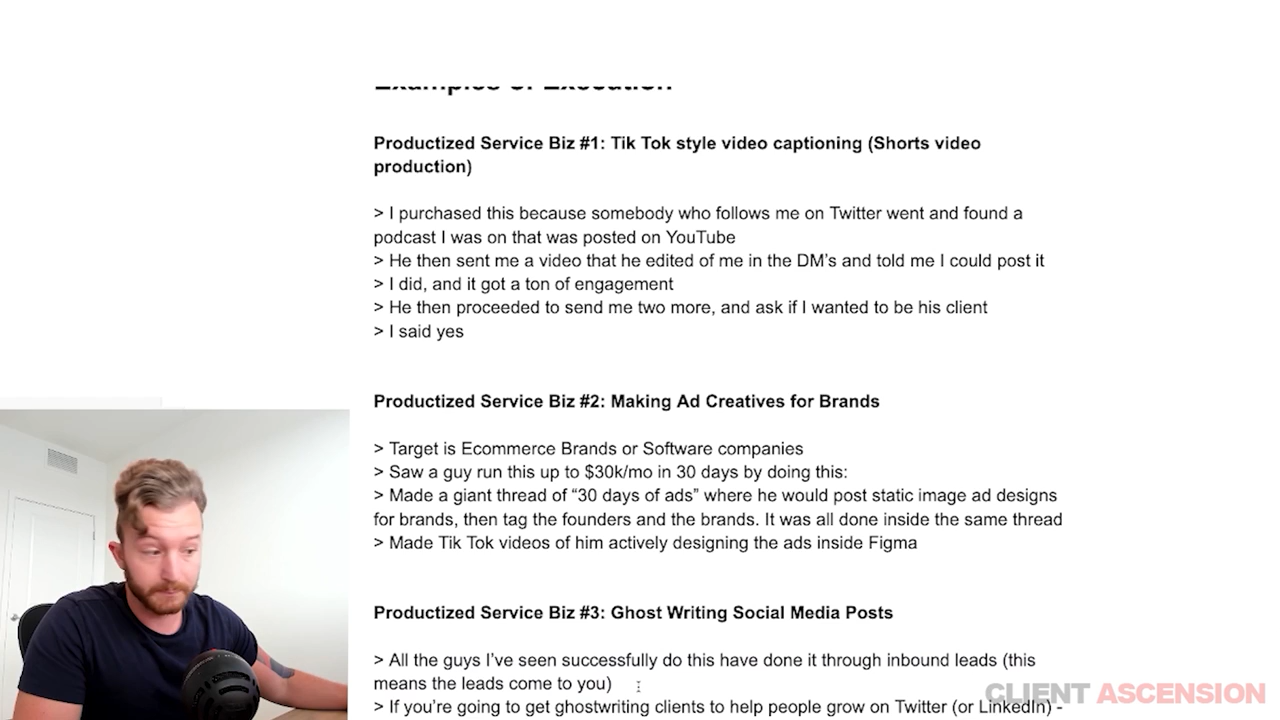 Examples of Execution
Productized Service Biz #1: Tik Tok style video captioning (Shorts video
production)
> I purchased this because somebody who follows me on Twitter went and found a
podcast I was on that was posted on YouTube
> He then sent me a video that he edited of me in the DM's and told me I could post it
> I did, and it got a ton of engagement
> He then proceeded to send me two more, and ask if I wanted to be his client
> I said yes
Productized Service Biz #2: Making Ad Creatives for Brands
> Target is Ecommerce Brands or Software companies
> Saw a guy run this up to $30k/mo in 30 days by doing this:
> Made a giant thread of “30 days of ads” where he would post static image ad designs
for brands, then tag the founders and the brands. It was all done inside the same thread
> Made Tik Tok videos of him actively designing the ads inside Figma
Productized Service Biz #3: Ghost Writing Social Media Posts
> All the guys I've seen successfully do this have done it through inbound leads (this
means the leads come to you)
> If you're going to get ghostwriting clients to help people grow on Twitter (or LinkedIn) -
CLIENT ASCENSION